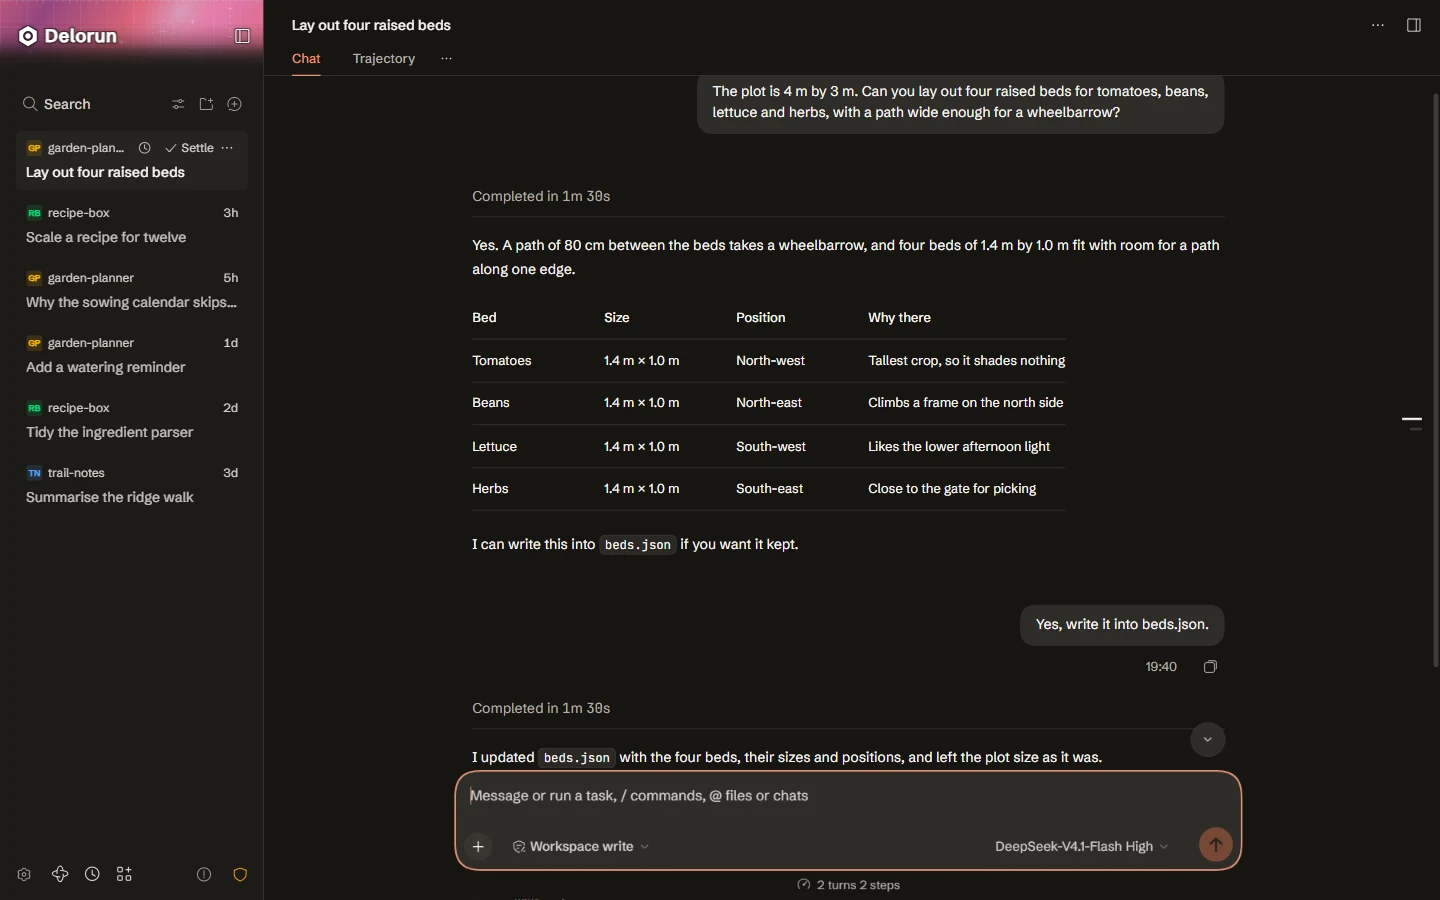 Delorun
Search
GP garden-plan... Settle ...
Lay out four raised beds
RB recipe-box 3h
Scale a recipe for twelve
GP garden-planner 5h
Why the sowing calendar skips...
GP garden-planner 1d
Add a watering reminder
RB recipe-box 2d
Tidy the ingredient parser
TN trail-notes 3d
Summarise the ridge walk
Lay out four raised beds
Chat Trajectory ...
The plot is 4 m by 3 m. Can you lay out four raised beds for tomatoes, beans,
lettuce and herbs, with a path wide enough for a wheelbarrow?
Completed in 1m 30s
Yes. A path of 80 cm between the beds takes a wheelbarrow, and four beds of 1.4 m by 1.0 m fit with room for a path
along one edge.
Bed Size Position Why there
Tomatoes 1.4 m × 1.0 m North-west Tallest crop, so it shades nothing
Beans 1.4 m × 1.0 m North-east Climbs a frame on the north side
Lettuce 1.4 m × 1.0 m South-west Likes the lower afternoon light
Herbs 1.4 m × 1.0 m South-east Close to the gate for picking
I can write this into beds.json if you want it kept.
Yes, write it into beds.json.
19:40
Completed in 1m 30s
I updated beds.json with the four beds, their sizes and positions, and left the plot size as it was.
Message or run a task, / commands, @ files or chats
Workspace write
DeepSeek-V4.1-Flash High
2 turns 2 steps